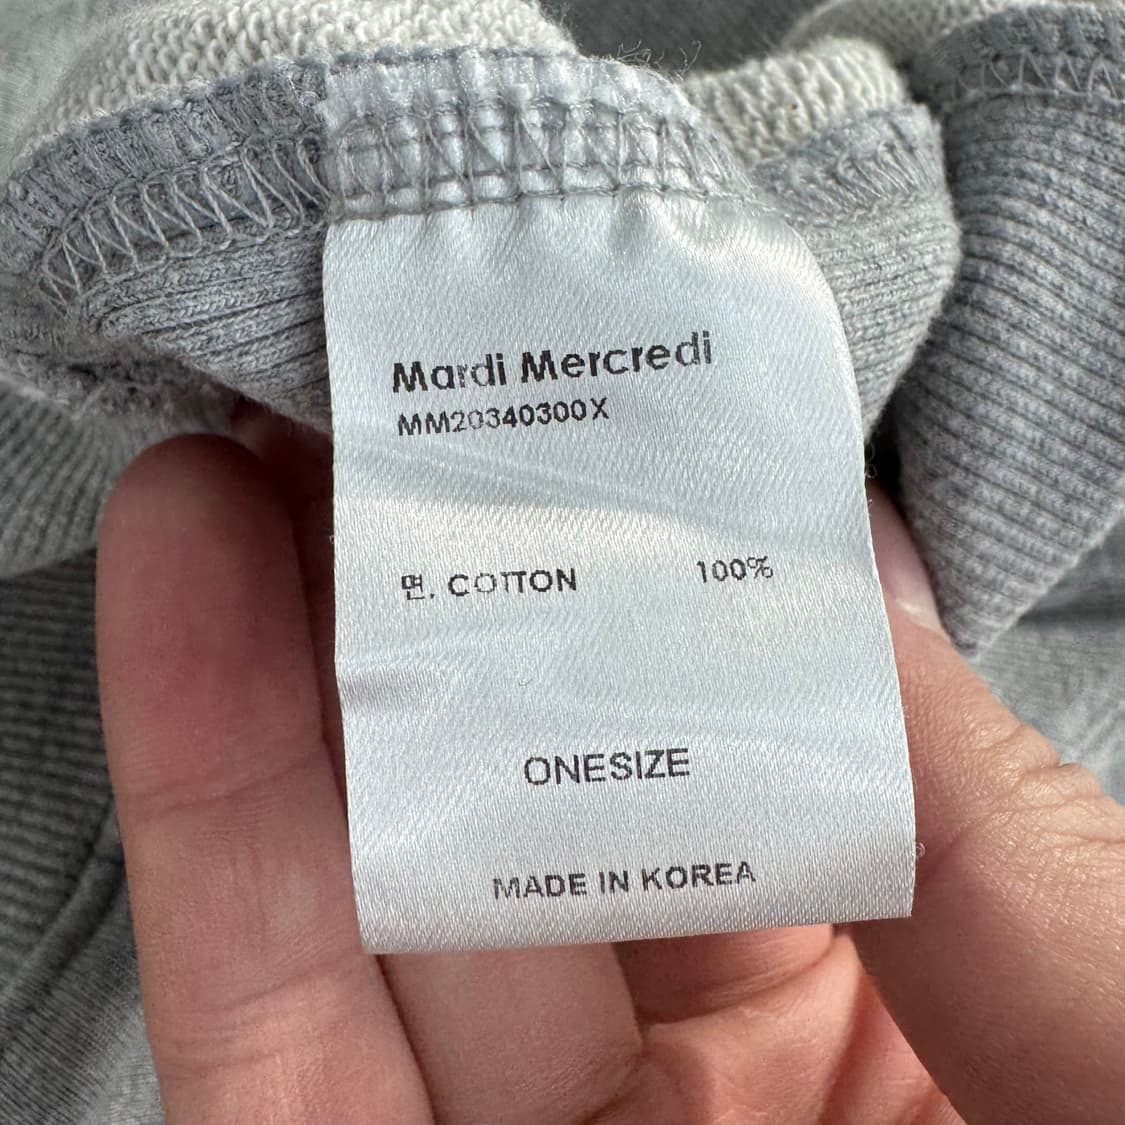 Mardi Mercredi
MM20340300X
면. COTTON 100%
ONESIZE
MADE IN KOREA